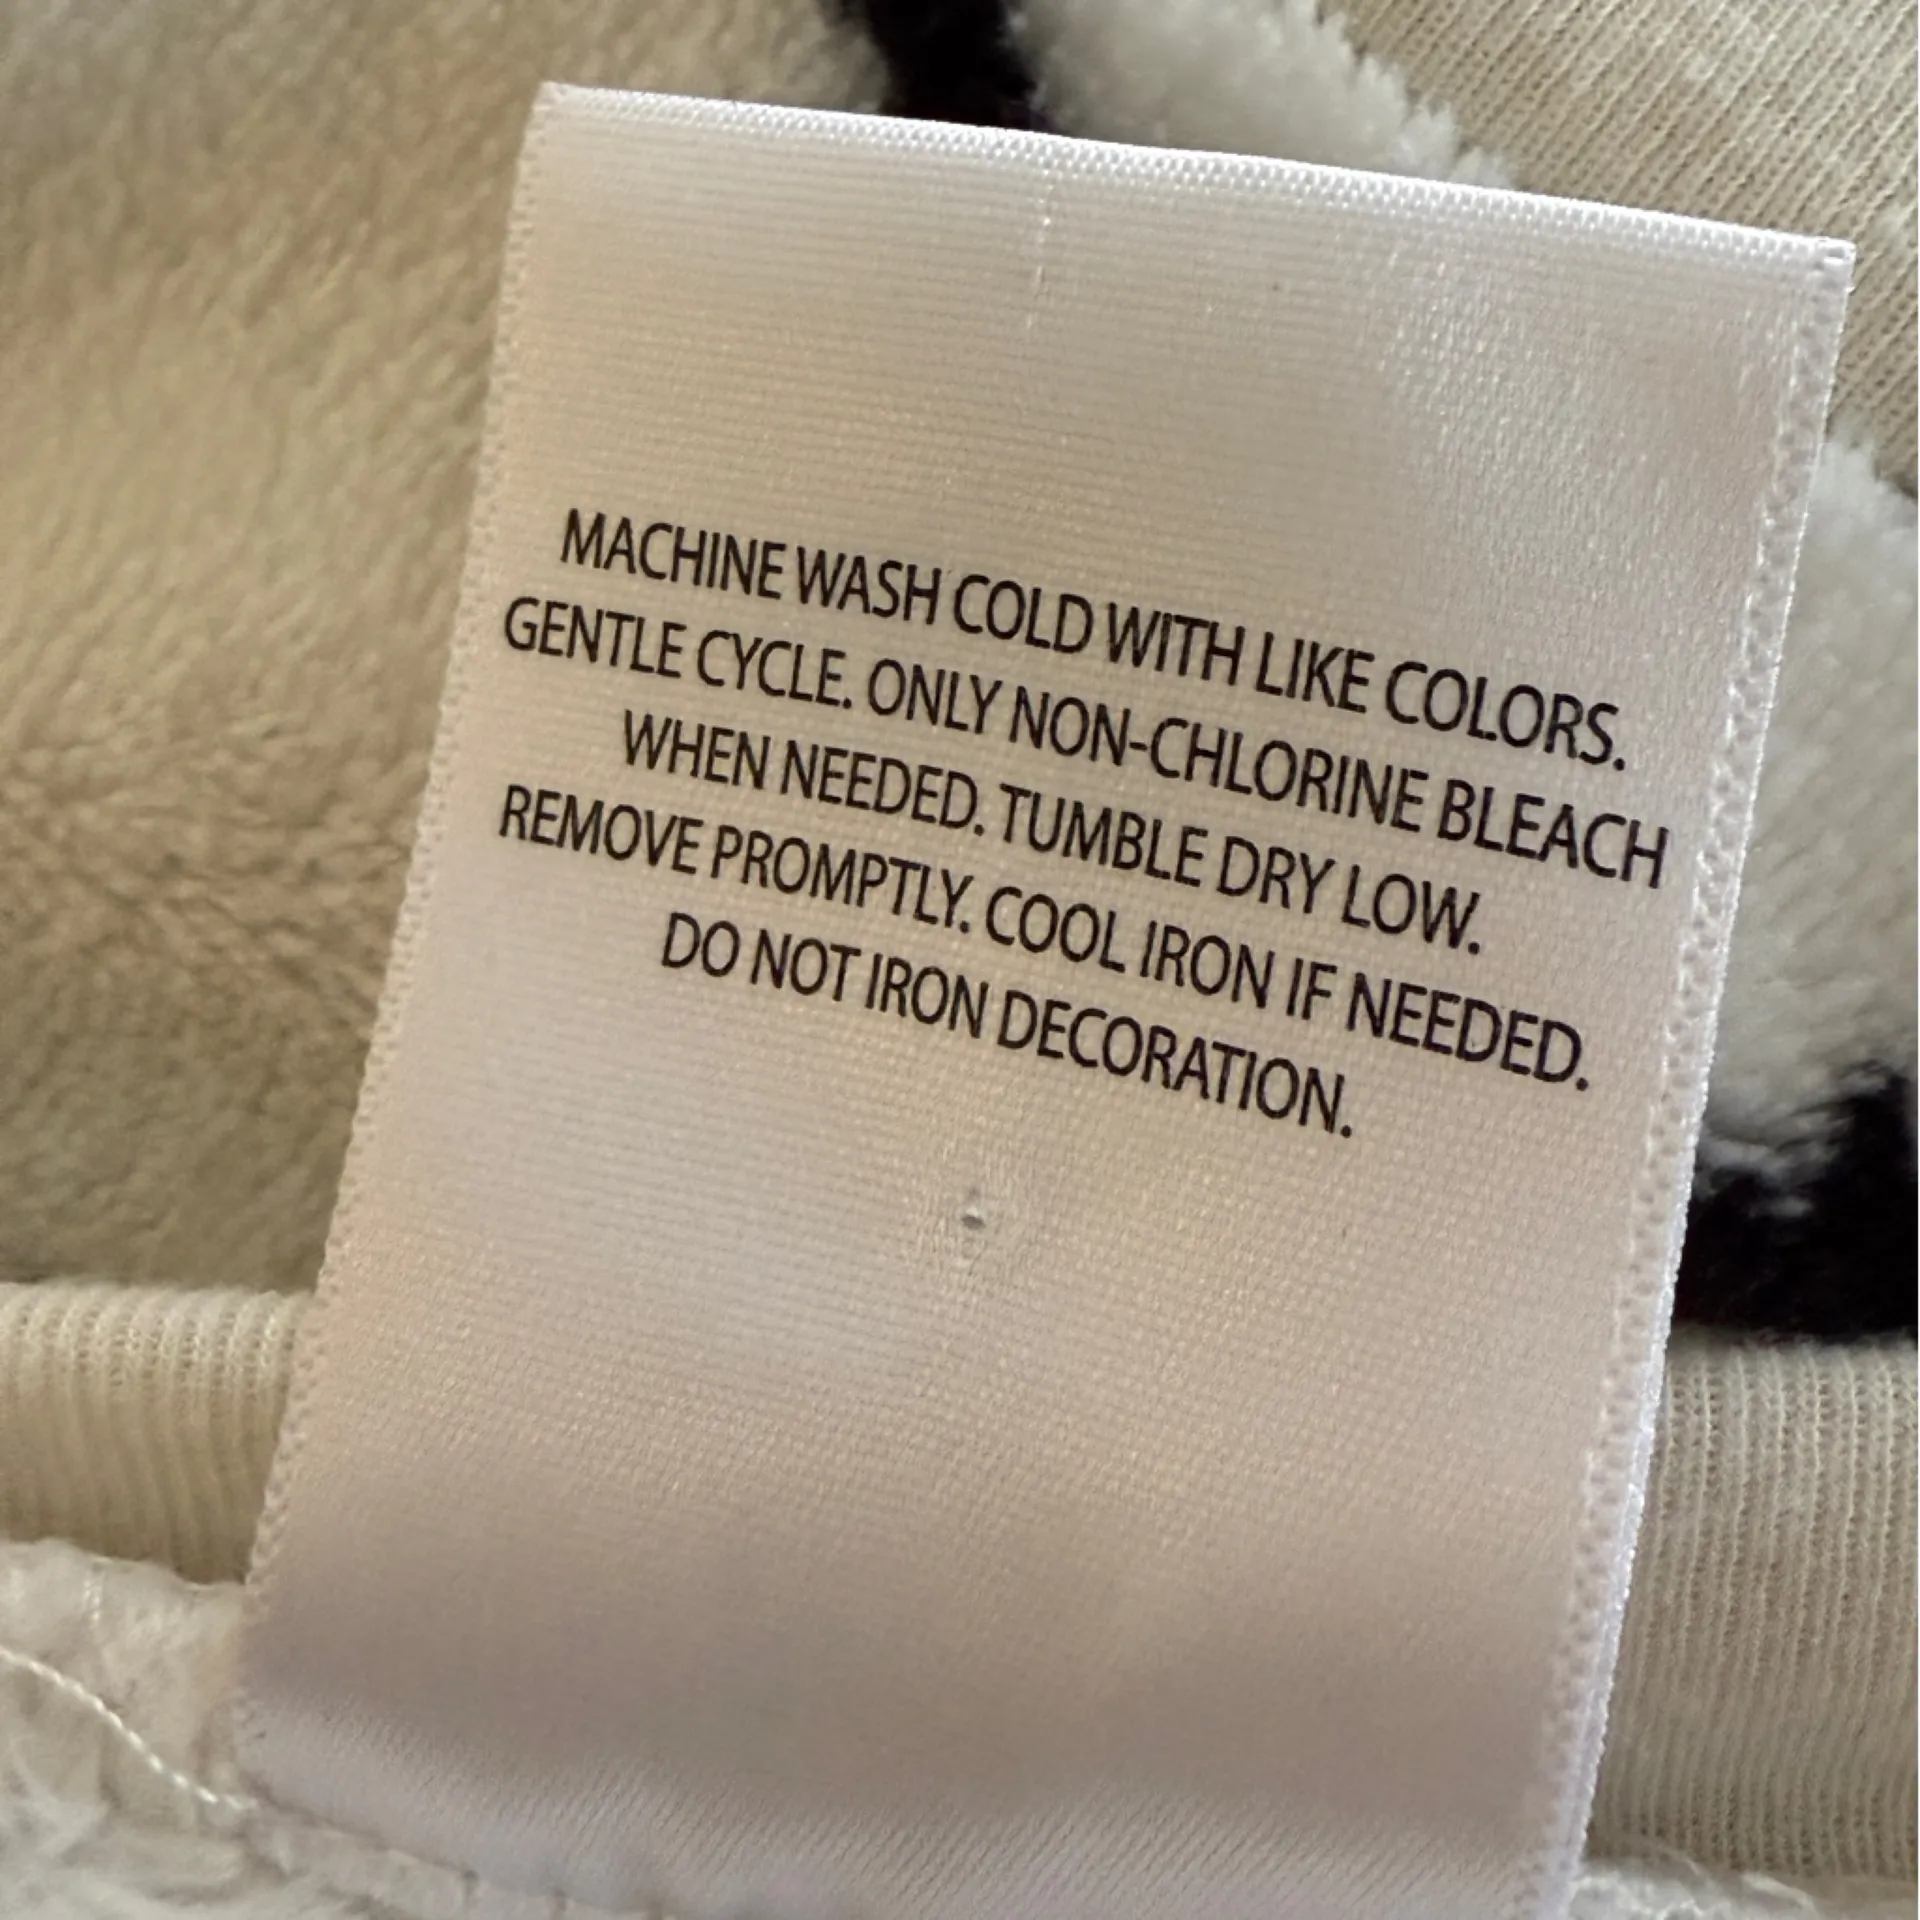 MACHINE WASH COLD WITH LIKE COLORS.
GENTLE CYCLE. ONLY NON-CHLORINE BLEACH
WHEN NEEDED. TUMBLE DRY LOW.
REMOVE PROMPTLY. COOL IRON IF NEEDED.
DO NOT IRON DECORATION.